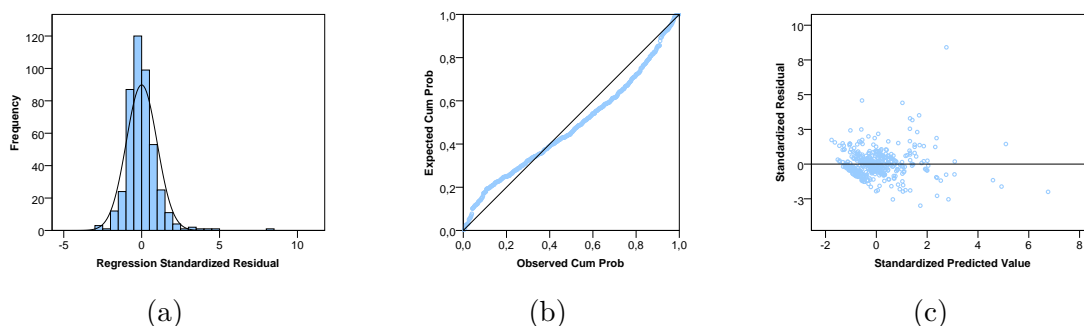 120
100
80
60
40
20
0
Frequency
-5 0 5 10
Regression Standardized Residual
(a)
1,0
0,8
0,6
0,4
0,2
0,0
Expected Cum Prob
0,0 0,2 0,4 0,6 0,8 1,0
Observed Cum Prob
(b)
10
8
5
3
0
-3
Standardized Residual
-2 0 2 4 6 8
Standardized Predicted Value
(c)